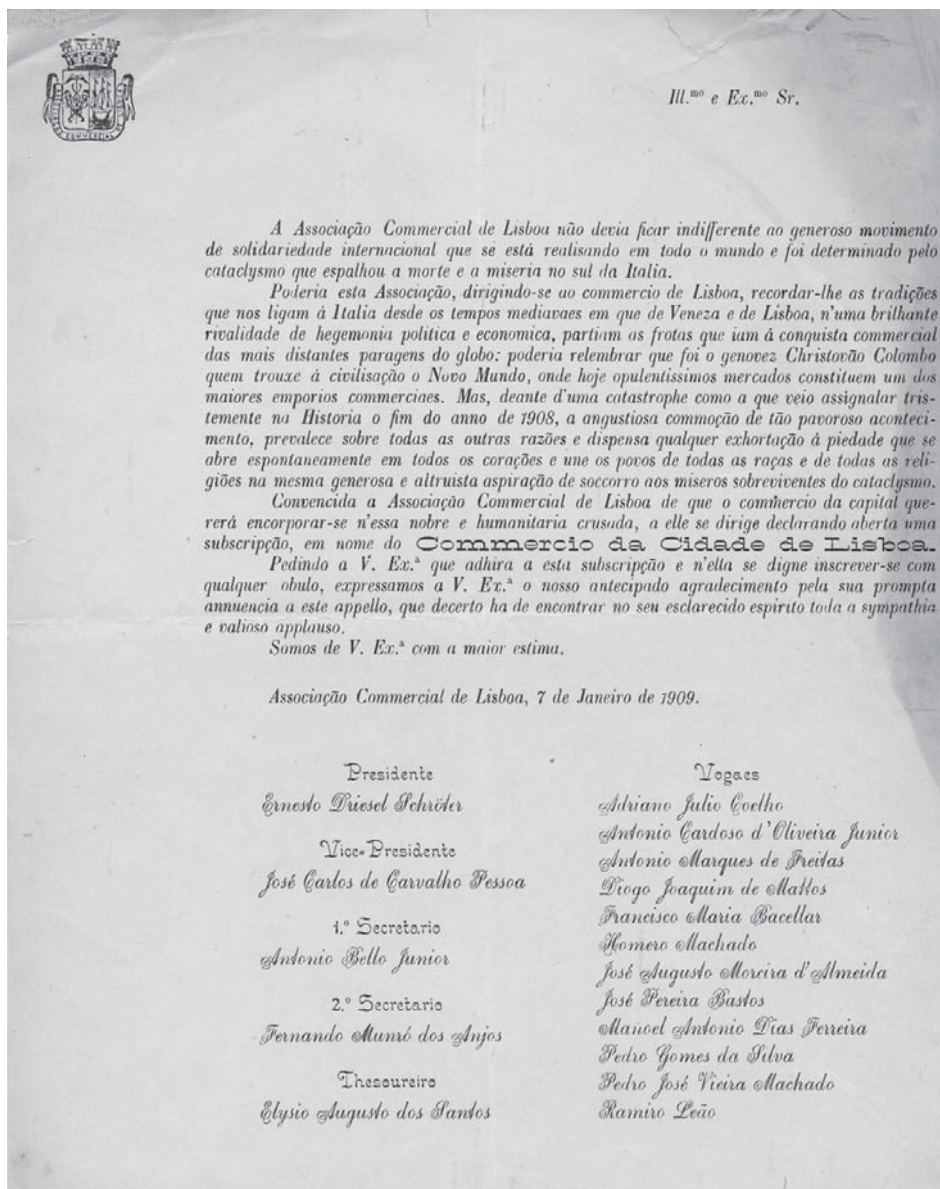 ASSOCIAÇÃO COMMERCIAL DE LISBOA
Ill.mo e Ex.mo Sr.
A Associação Commercial de Lisboa não devia ficar indifferente ao generoso movimento
de solidariedade internacional que se está realisando em todo o mundo e foi determinado pelo
cataclysmo que espalhou a morte e a miseria no sul da Italia.
Poderia esta Associação, dirigindo-se ao commercio de Lisboa, recordar-lhe as tradições
que nos ligam á Italia desde os tempos mediavaes em que de Veneza e de Lisboa, n'uma brilhante
rivalidade de hegemonia politica e economica, partiam as frotas que iam á conquista commercial
das mais distantes paragens do globo: poderia relembrar que foi o genovez Christovão Colombo
quem trouxe á civilisação o Novo Mundo, onde hoje opulentissimos mercados constituem um dos
maiores emporios commerciaes. Mas, deante d'uma catastrophe como a que veio assignalar tris-
temente na Historia o fim do anno de 1908, a angustiosa commoção de tão pavoroso aconteci-
mento, prevalece sobre todas as outras razões e dispensa qualquer exhortação á piedade que se
abre espontaneamente em todos os corações e une os povos de todas as raças e de todas as reli-
giões na mesma generosa e altruista aspiração de soccorro aos miseros sobreviventes do cataclysmo.
Convencida a Associação Commercial de Lisboa de que o commercio da capital que-
rerá encorporar-se n'essa nobre e humanitaria crusada, a elle se dirige declarando aberta uma
subscripção, em nome do Commercio da Cidade de Lisboa.
Pedindo a V. Ex.ª que adhira a esta subscripção e n'ella se digne inscrever-se com
qualquer obulo, expressamos a V. Ex.ª o nosso antecipado agradecimento pela sua prompta
annuencia a este appello, que decerto ha de encontrar no seu esclarecido espirito toda a sympathia
e valioso applauso.
Somos de V. Ex.ª com a maior estima.
Associação Commercial de Lisboa, 7 de Janeiro de 1909.
Presidente
Ernesto Driesel Schröter
Vice-Presidente
José Carlos de Carvalho Pessoa
1.º Secretario
Antonio Bello Junior
2.º Secretario
Fernando Munró dos Anjos
Thesoureiro
Elysio Augusto dos Santos
Vogaes
Adriano Julio Coelho
Antonio Cardoso d'Oliveira Junior
Antonio Marques de Freitas
Diogo Joaquim de Mattos
Francisco Maria Bacellar
Homero Machado
José Augusto Moreira d'Almeida
José Pereira Bastos
Manoel Antonio Dias Ferreira
Pedro Gomes da Silva
Pedro José Vieira Machado
Ramiro Leão